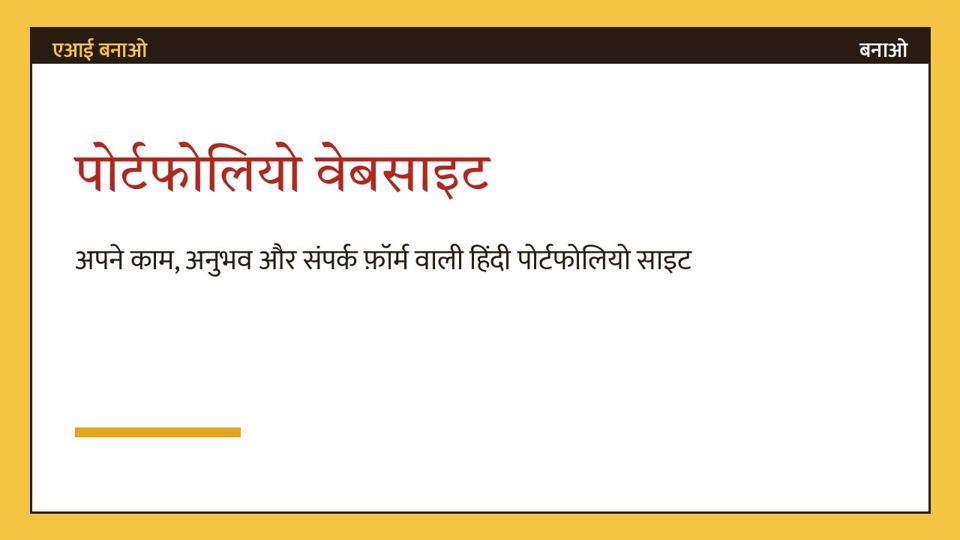 एआई बनाओ
बनाओ
पोर्टफोलियो वेबसाइट
अपने काम, अनुभव और संपर्क फ़ॉर्म वाली हिंदी पोर्टफोलियो साइट